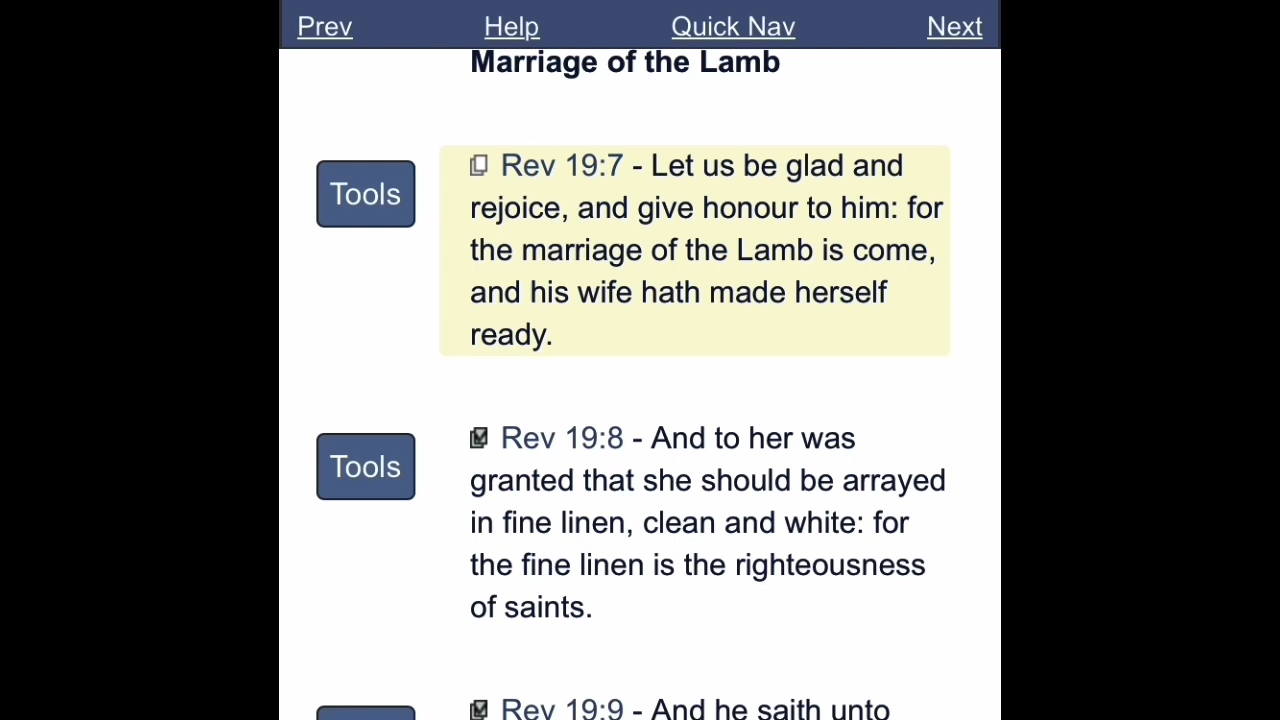 Prev Help Quick Nav Next
Marriage of the Lamb
Tools
Rev 19:7 - Let us be glad and
rejoice, and give honour to him: for
the marriage of the Lamb is come,
and his wife hath made herself
ready.
Tools
Rev 19:8 - And to her was
granted that she should be arrayed
in fine linen, clean and white: for
the fine linen is the righteousness
of saints.
Rev 19:9 - And he saith unto